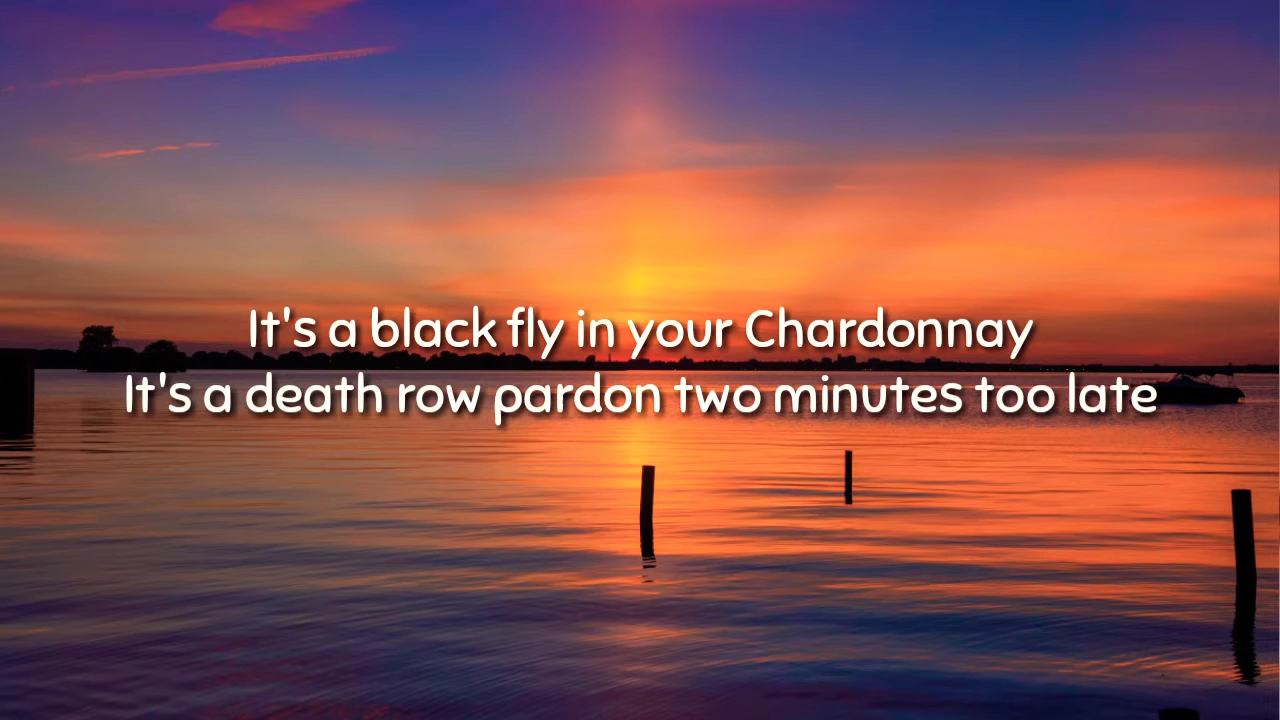 It's a black fly in your Chardonnay
It's a death row pardon two minutes too late